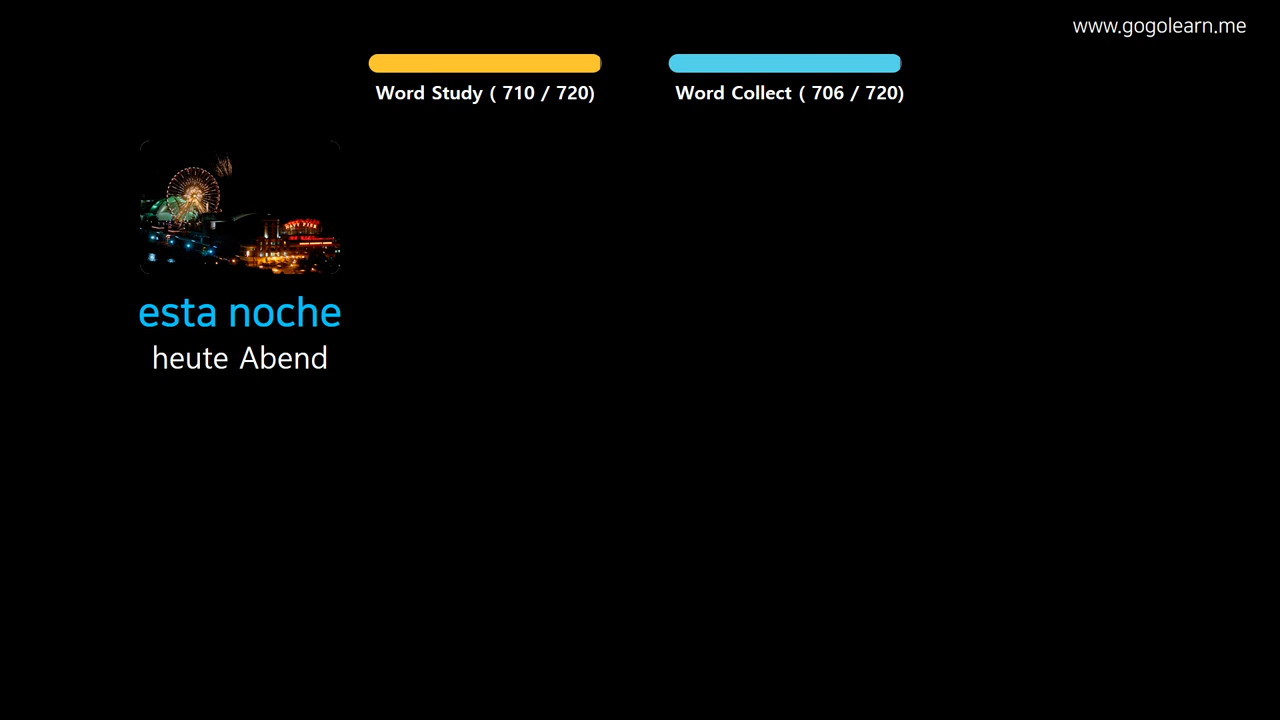 www.gogolearn.me
Word Study ( 710 / 720)
Word Collect ( 706 / 720)
esta noche
heute Abend